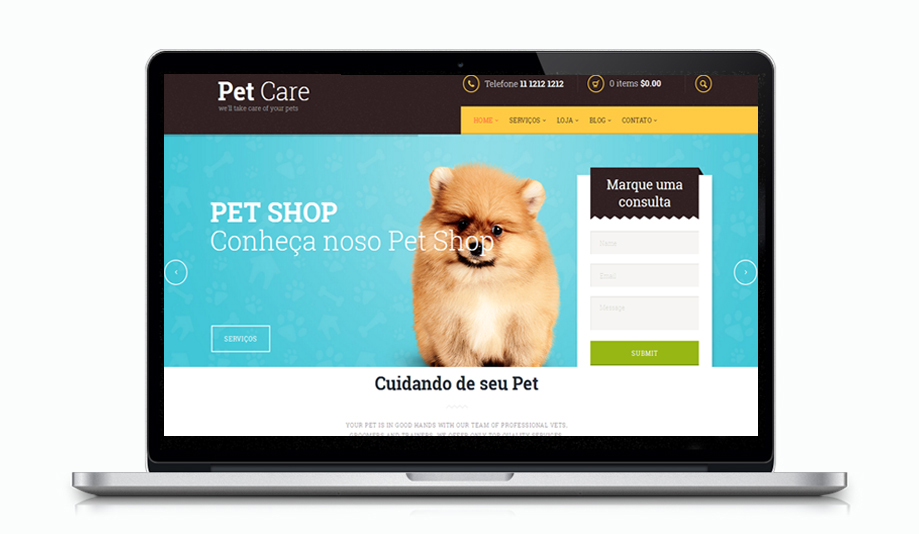 Pet Care
we'll take care of your pets
Telefone 11 1212 1212
0 items $0.00
HOME
SERVIÇOS
LOJA
BLOG
CONTATO
PET SHOP
Conheça noso Pet Shop
SERVIÇOS
Marque uma
consulta
Name
Email
Message
SUBMIT
Cuidando de seu Pet
YOUR PET IS IN GOOD HANDS WITH OUR TEAM OF PROFESSIONAL VETS,
GROOMERS AND TRAINERS. WE OFFER ONLY TOP QUALITY SERVICES